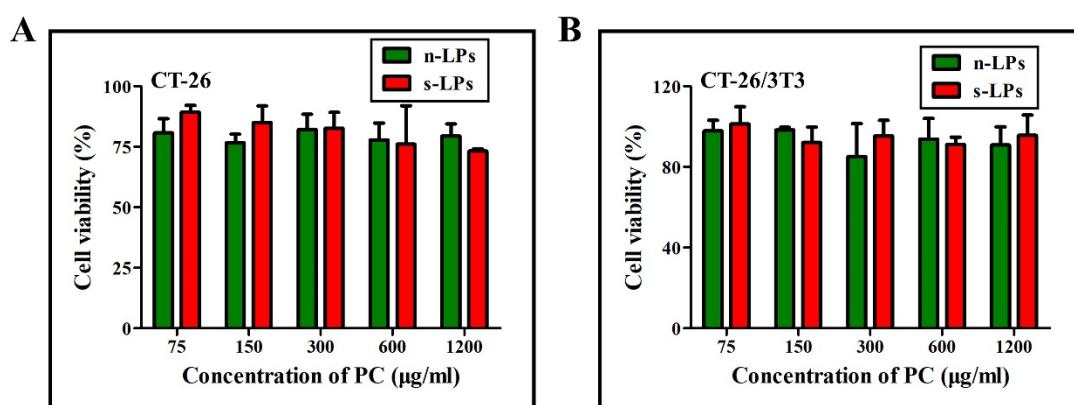 A
n-LPs
s-LPs
CT-26
Cell viability (%)
100
75
50
25
0
75 150 300 600 1200
Concentration of PC (μg/ml)
B
n-LPs
s-LPs
CT-26/3T3
Cell viability (%)
120
80
40
0
75 150 300 600 1200
Concentration of PC (μg/ml)